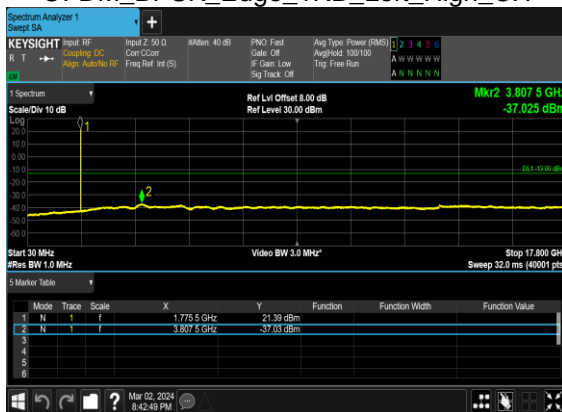 Spectrum Analyzer 1
Swept SA
KEYSIGHT
R T
LU
Input: RF
Coupling: DC
Align: Auto/No RF
Input Z: 50 Ω
Corr CCorr
Freq Ref: Int (S)
#Atten: 40 dB
PNO: Fast
Gate: Off
IF Gain: Low
Sig Track: Off
Avg Type: Power (RMS)
Avg|Hold: 100/100
Trig: Free Run
1 2 3 4 5 6
A W W W W W
A N N N N N
1 Spectrum
Scale/Div 10 dB
Ref Lvl Offset 8.00 dB
Ref Level 30.00 dBm
Mkr2 3.807 5 GHz
-37.025 dBm
Log
20.0
10.0
0.00
-10.0
-20.0
-30.0
-40.0
-50.0
-60.0
1
2
DL1 -13.00 dBm
Start 30 MHz
#Res BW 1.0 MHz
Video BW 3.0 MHz*
Stop 17.800 GHz
Sweep 32.0 ms (40001 pts)
5 Marker Table
Mode Trace Scale X Y Function Function Width Function Value
1 N 1 f 1.775 5 GHz 21.39 dBm
2 N 1 f 3.807 5 GHz -37.03 dBm
3
4
5
6
?
Mar 02, 2024
8:42:49 PM